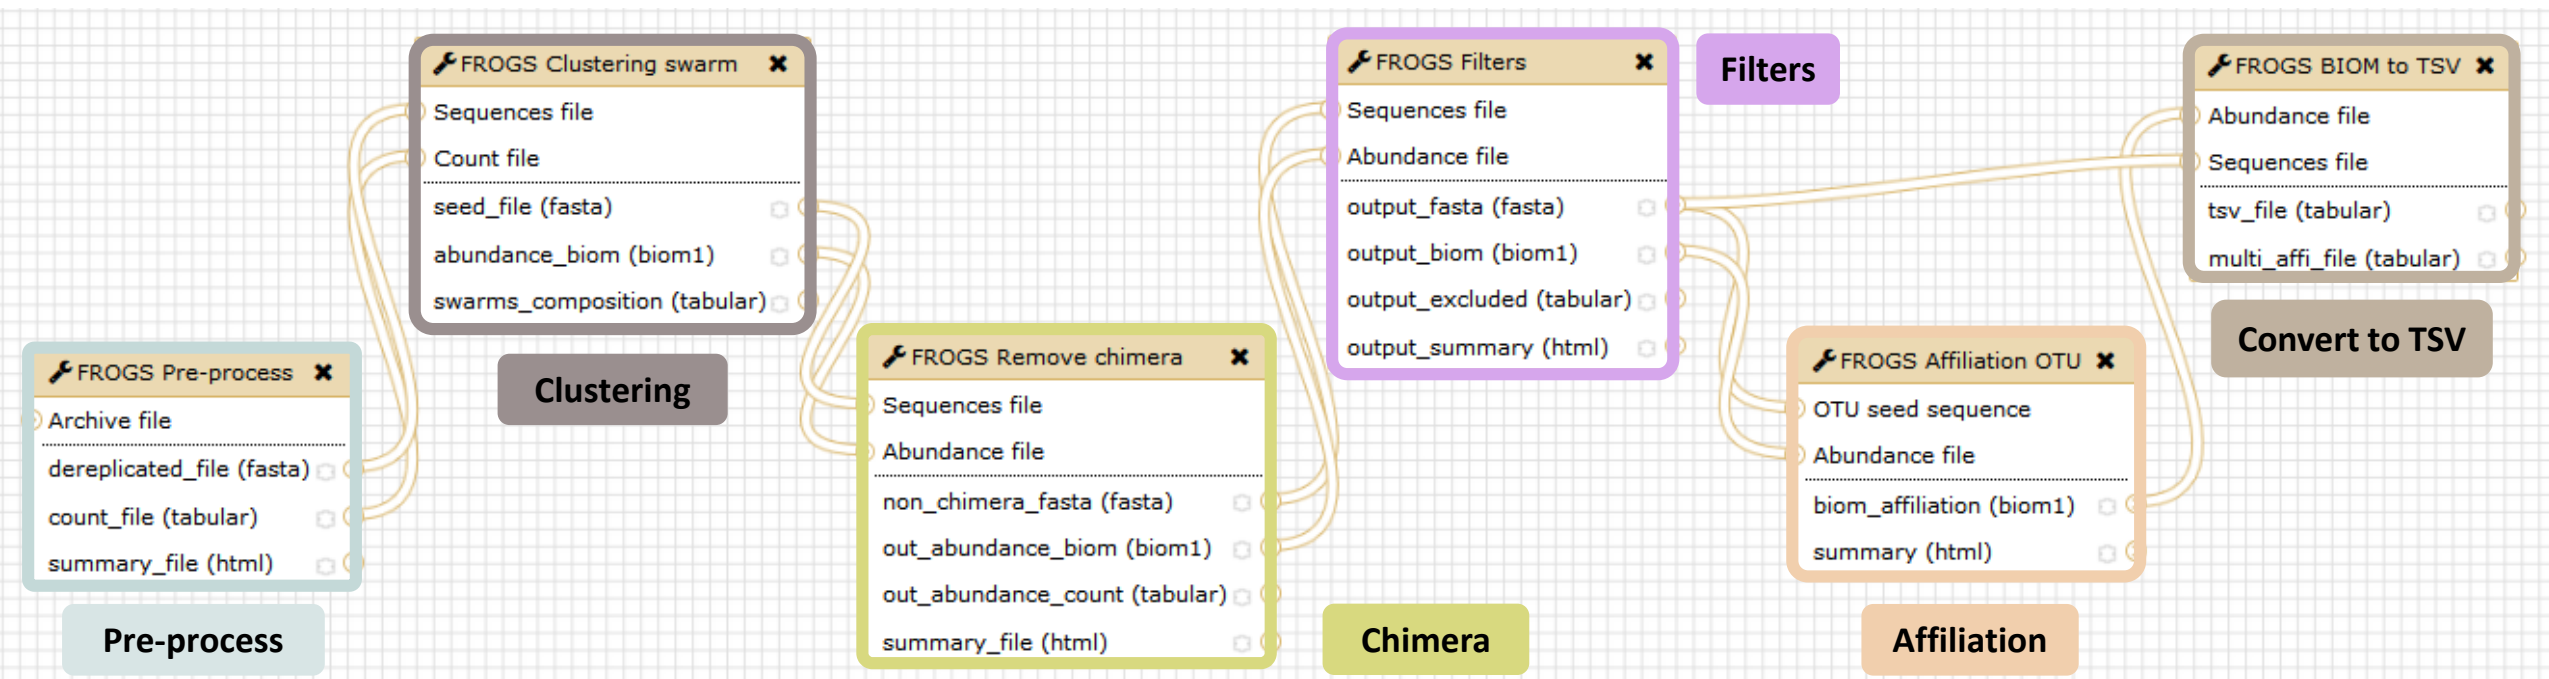 FROGS Pre-process
Archive file
dereplicated_file (fasta)
count_file (tabular)
summary_file (html)
Pre-process
FROGS Clustering swarm
Sequences file
Count file
seed_file (fasta)
abundance_biom (biom1)
swarms_composition (tabular)
Clustering
FROGS Remove chimera
Sequences file
Abundance file
non_chimera_fasta (fasta)
out_abundance_biom (biom1)
out_abundance_count (tabular)
summary_file (html)
Chimera
FROGS Filters
Sequences file
Abundance file
output_fasta (fasta)
output_biom (biom1)
output_excluded (tabular)
output_summary (html)
Filters
FROGS Affiliation OTU
OTU seed sequence
Abundance file
biom_affiliation (biom1)
summary (html)
Affiliation
FROGS BIOM to TSV
Abundance file
Sequences file
tsv_file (tabular)
multi_affi_file (tabular)
Convert to TSV